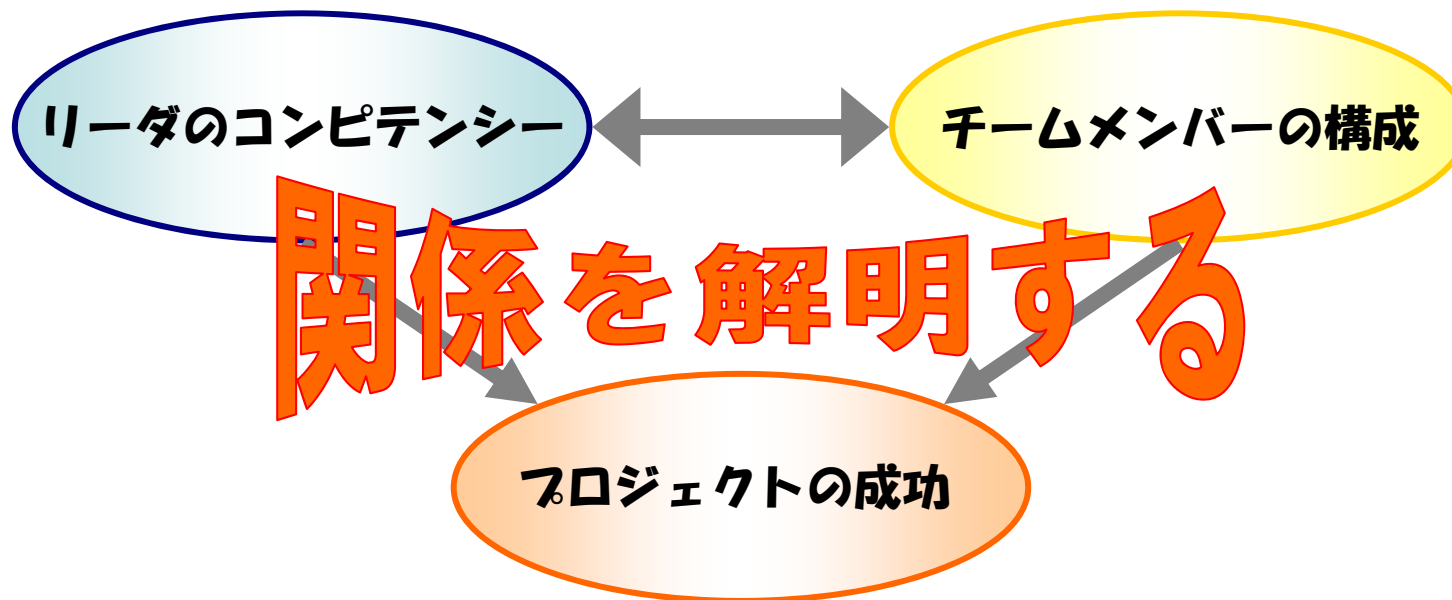 リーダのコンピテンシー
チームメンバーの構成
関係を解明する
プロジェクトの成功